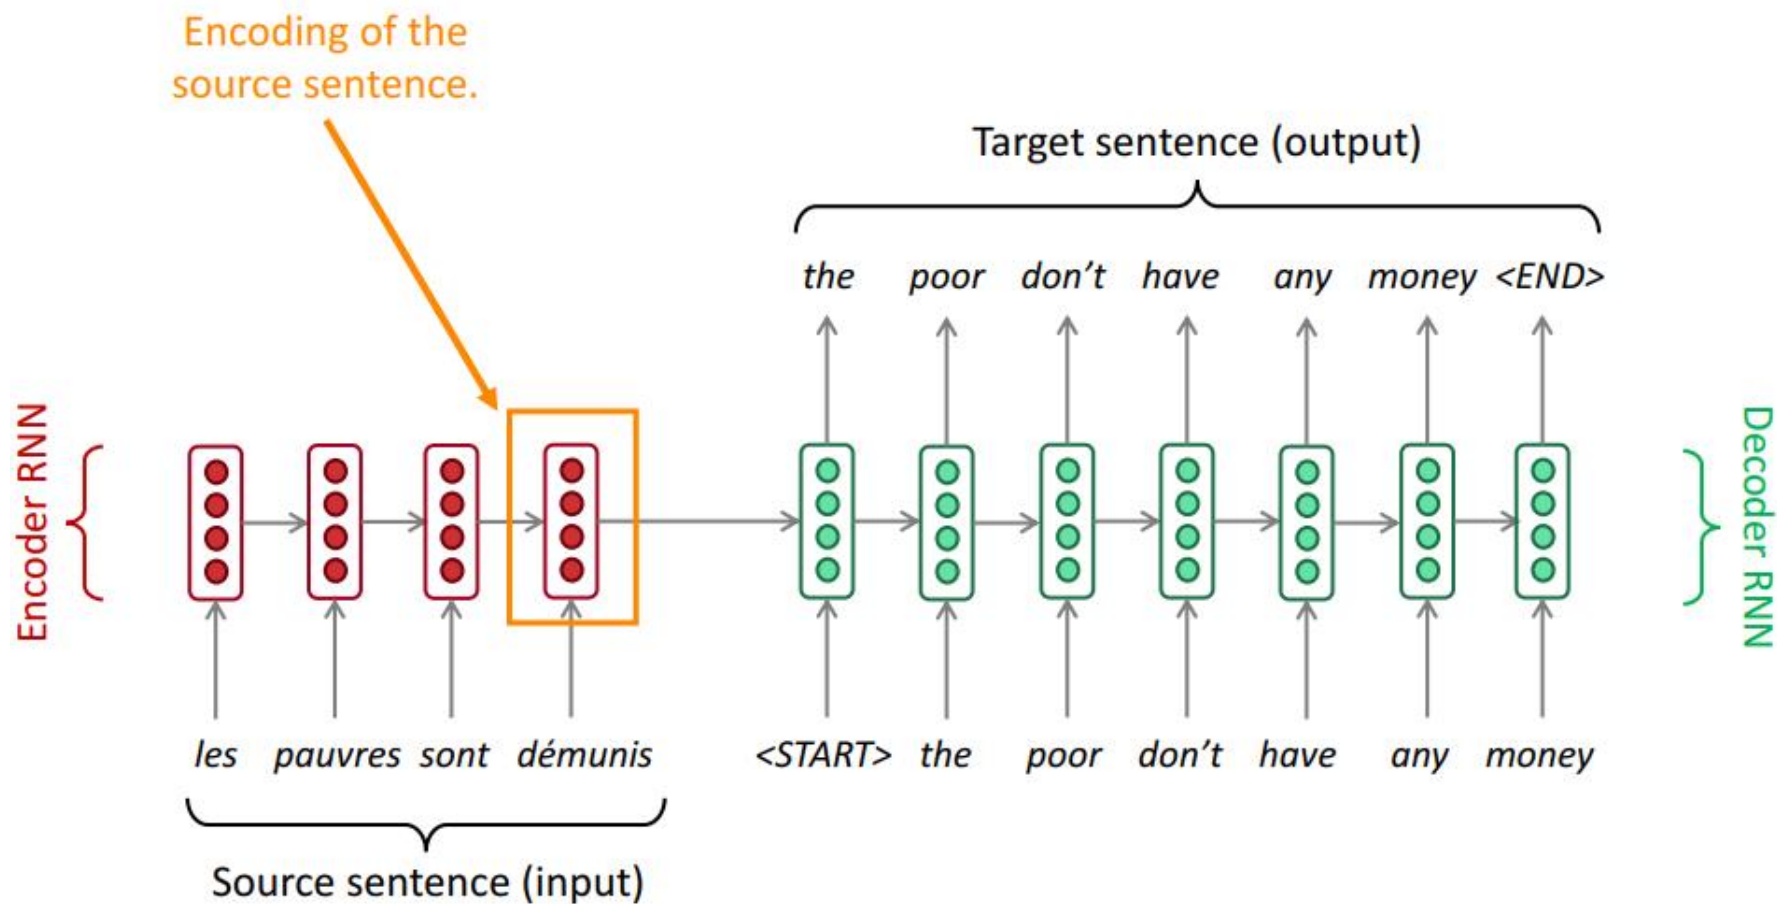 Encoding of the
source sentence.
Target sentence (output)
the poor don't have any money <END>
Encoder RNN
Decoder RNN
les pauvres sont démunis
<START> the poor don't have any money
Source sentence (input)